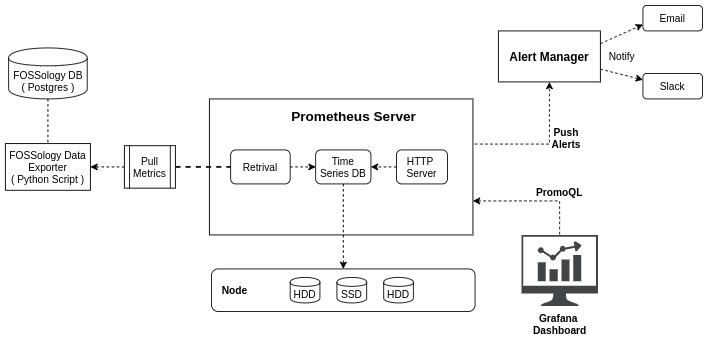 Email
Alert Manager
Notify
Slack
FOSSology DB
( Postgres )
Prometheus Server
Push
Alerts
FOSSology Data
Exporter
( Python Script )
Pull
Metrics
Retrival
Time
Series DB
HTTP
Server
PromoQL
Node
HDD
SSD
HDD
Grafana
Dashboard